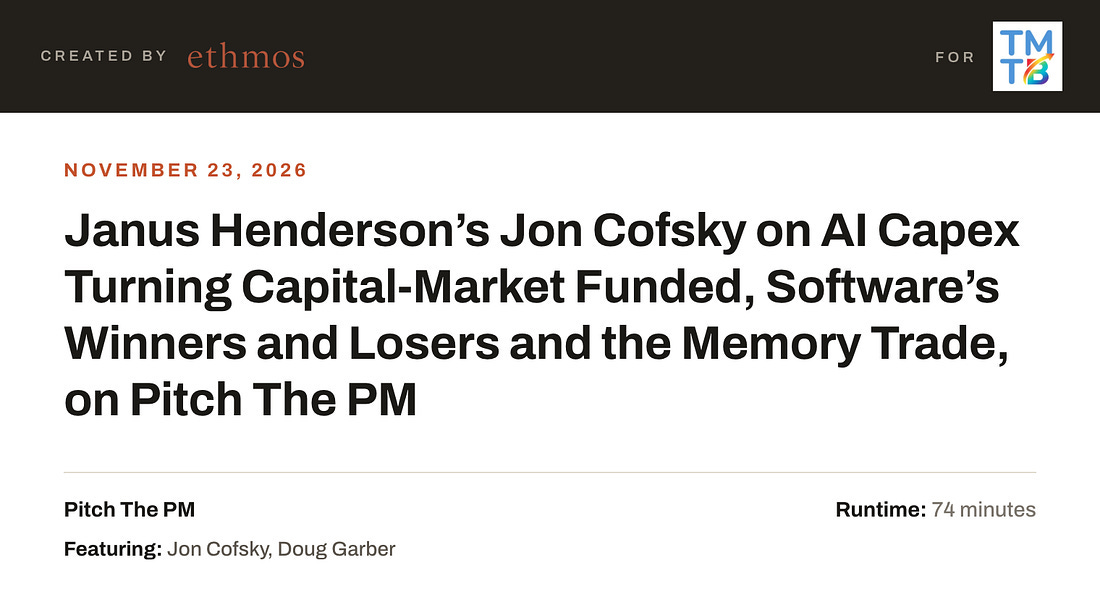 CREATED BY ethmos
FOR TMTB
NOVEMBER 23, 2026
Janus Henderson’s Jon Cofsky on AI Capex
Turning Capital-Market Funded, Software’s
Winners and Losers and the Memory Trade,
on Pitch The PM
Pitch The PM
Runtime: 74 minutes
Featuring: Jon Cofsky, Doug Garber